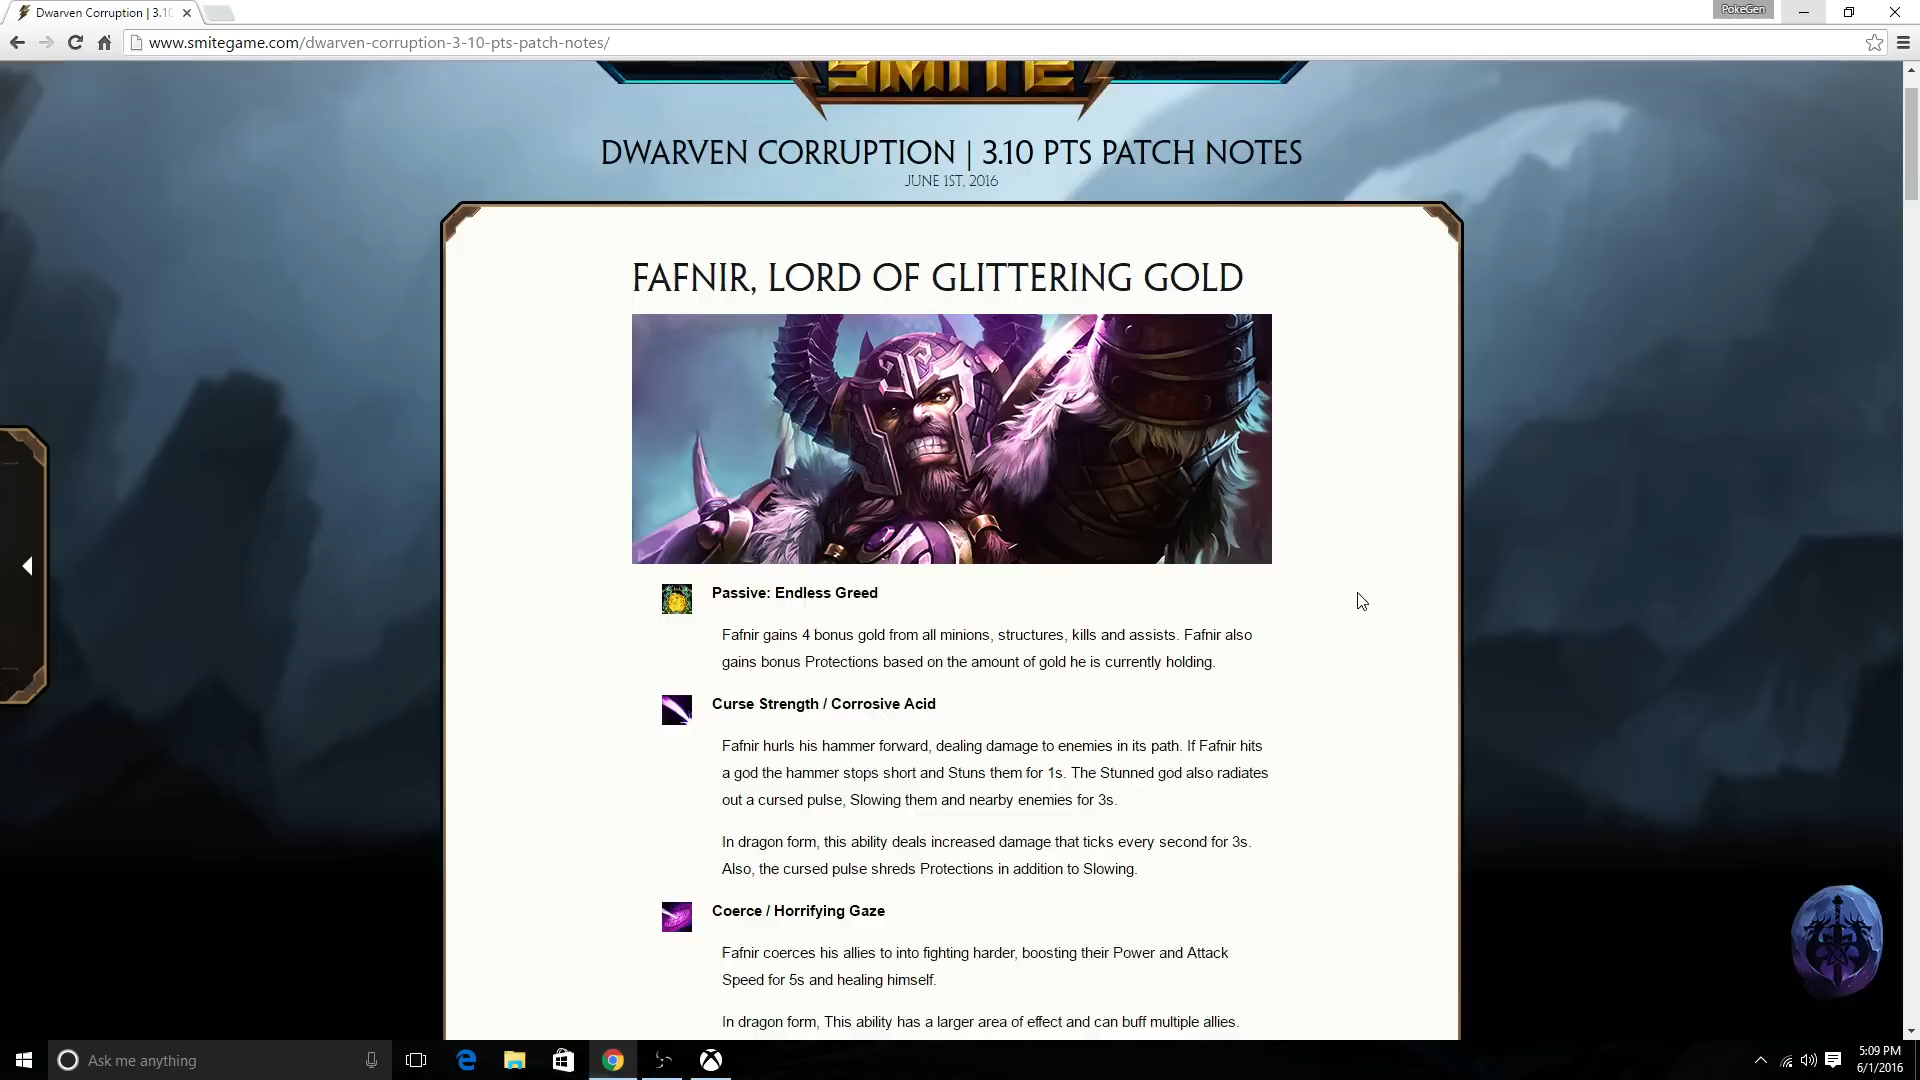 Dwarven Corruption | 3.10
PokeGen
www.smitegame.com/dwarven-corruption-3-10-pts-patch-notes/
SMITE
DWARVEN CORRUPTION | 3.10 PTS PATCH NOTES
JUNE 1ST, 2016
FAFNIR, LORD OF GLITTERING GOLD
Passive: Endless Greed
Fafnir gains 4 bonus gold from all minions, structures, kills and assists. Fafnir also
gains bonus Protections based on the amount of gold he is currently holding.
Curse Strength / Corrosive Acid
Fafnir hurls his hammer forward, dealing damage to enemies in its path. If Fafnir hits
a god the hammer stops short and Stuns them for 1s. The Stunned god also radiates
out a cursed pulse, Slowing them and nearby enemies for 3s.
In dragon form, this ability deals increased damage that ticks every second for 3s.
Also, the cursed pulse shreds Protections in addition to Slowing.
Coerce / Horrifying Gaze
Fafnir coerces his allies to into fighting harder, boosting their Power and Attack
Speed for 5s and healing himself.
In dragon form, This ability has a larger area of effect and can buff multiple allies.
Ask me anything
5:09 PM
6/1/2016